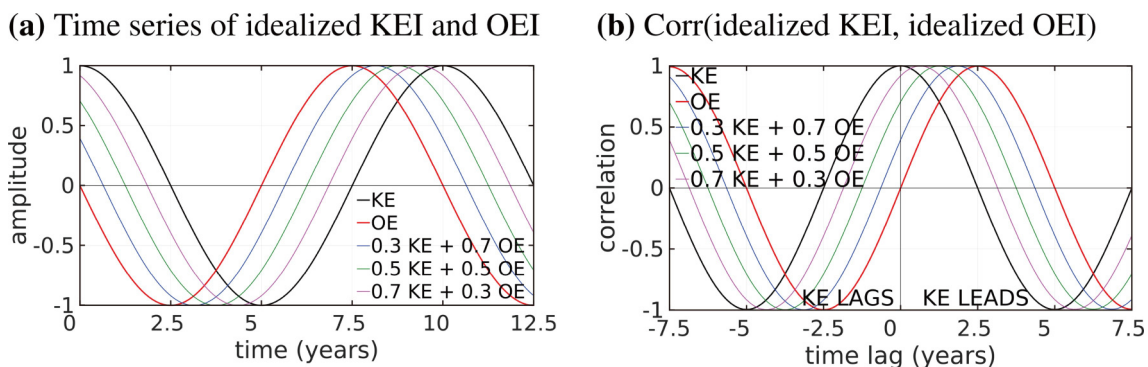 (a) Time series of idealized KEI and OEI
1
0.5
0
-0.5
-1
amplitude
KE
OE
0.3 KE + 0.7 OE
0.5 KE + 0.5 OE
0.7 KE + 0.3 OE
0 2.5 5 7.5 10 12.5
time (years)
(b) Corr(idealized KEI, idealized OEI)
1
0.5
0
-0.5
-1
correlation
KE
OE
0.3 KE + 0.7 OE
0.5 KE + 0.5 OE
0.7 KE + 0.3 OE
KE LAGS KE LEADS
-7.5 -5 -2.5 0 2.5 5 7.5
time lag (years)